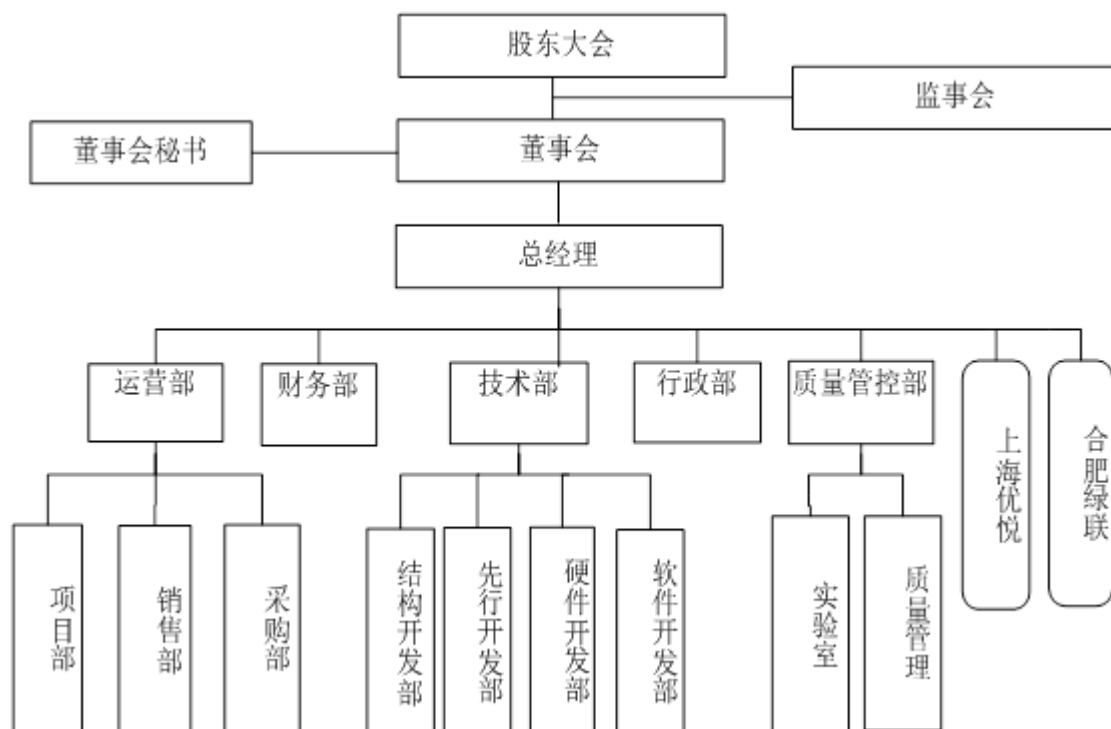 股东大会
监事会
董事会秘书
董事会
总经理
运营部
财务部
技术部
行政部
质量管控部
上海优悦
合肥绿联
项目部
销售部
采购部
结构开发部
先行开发部
硬件开发部
软件开发部
实验室
质量管理